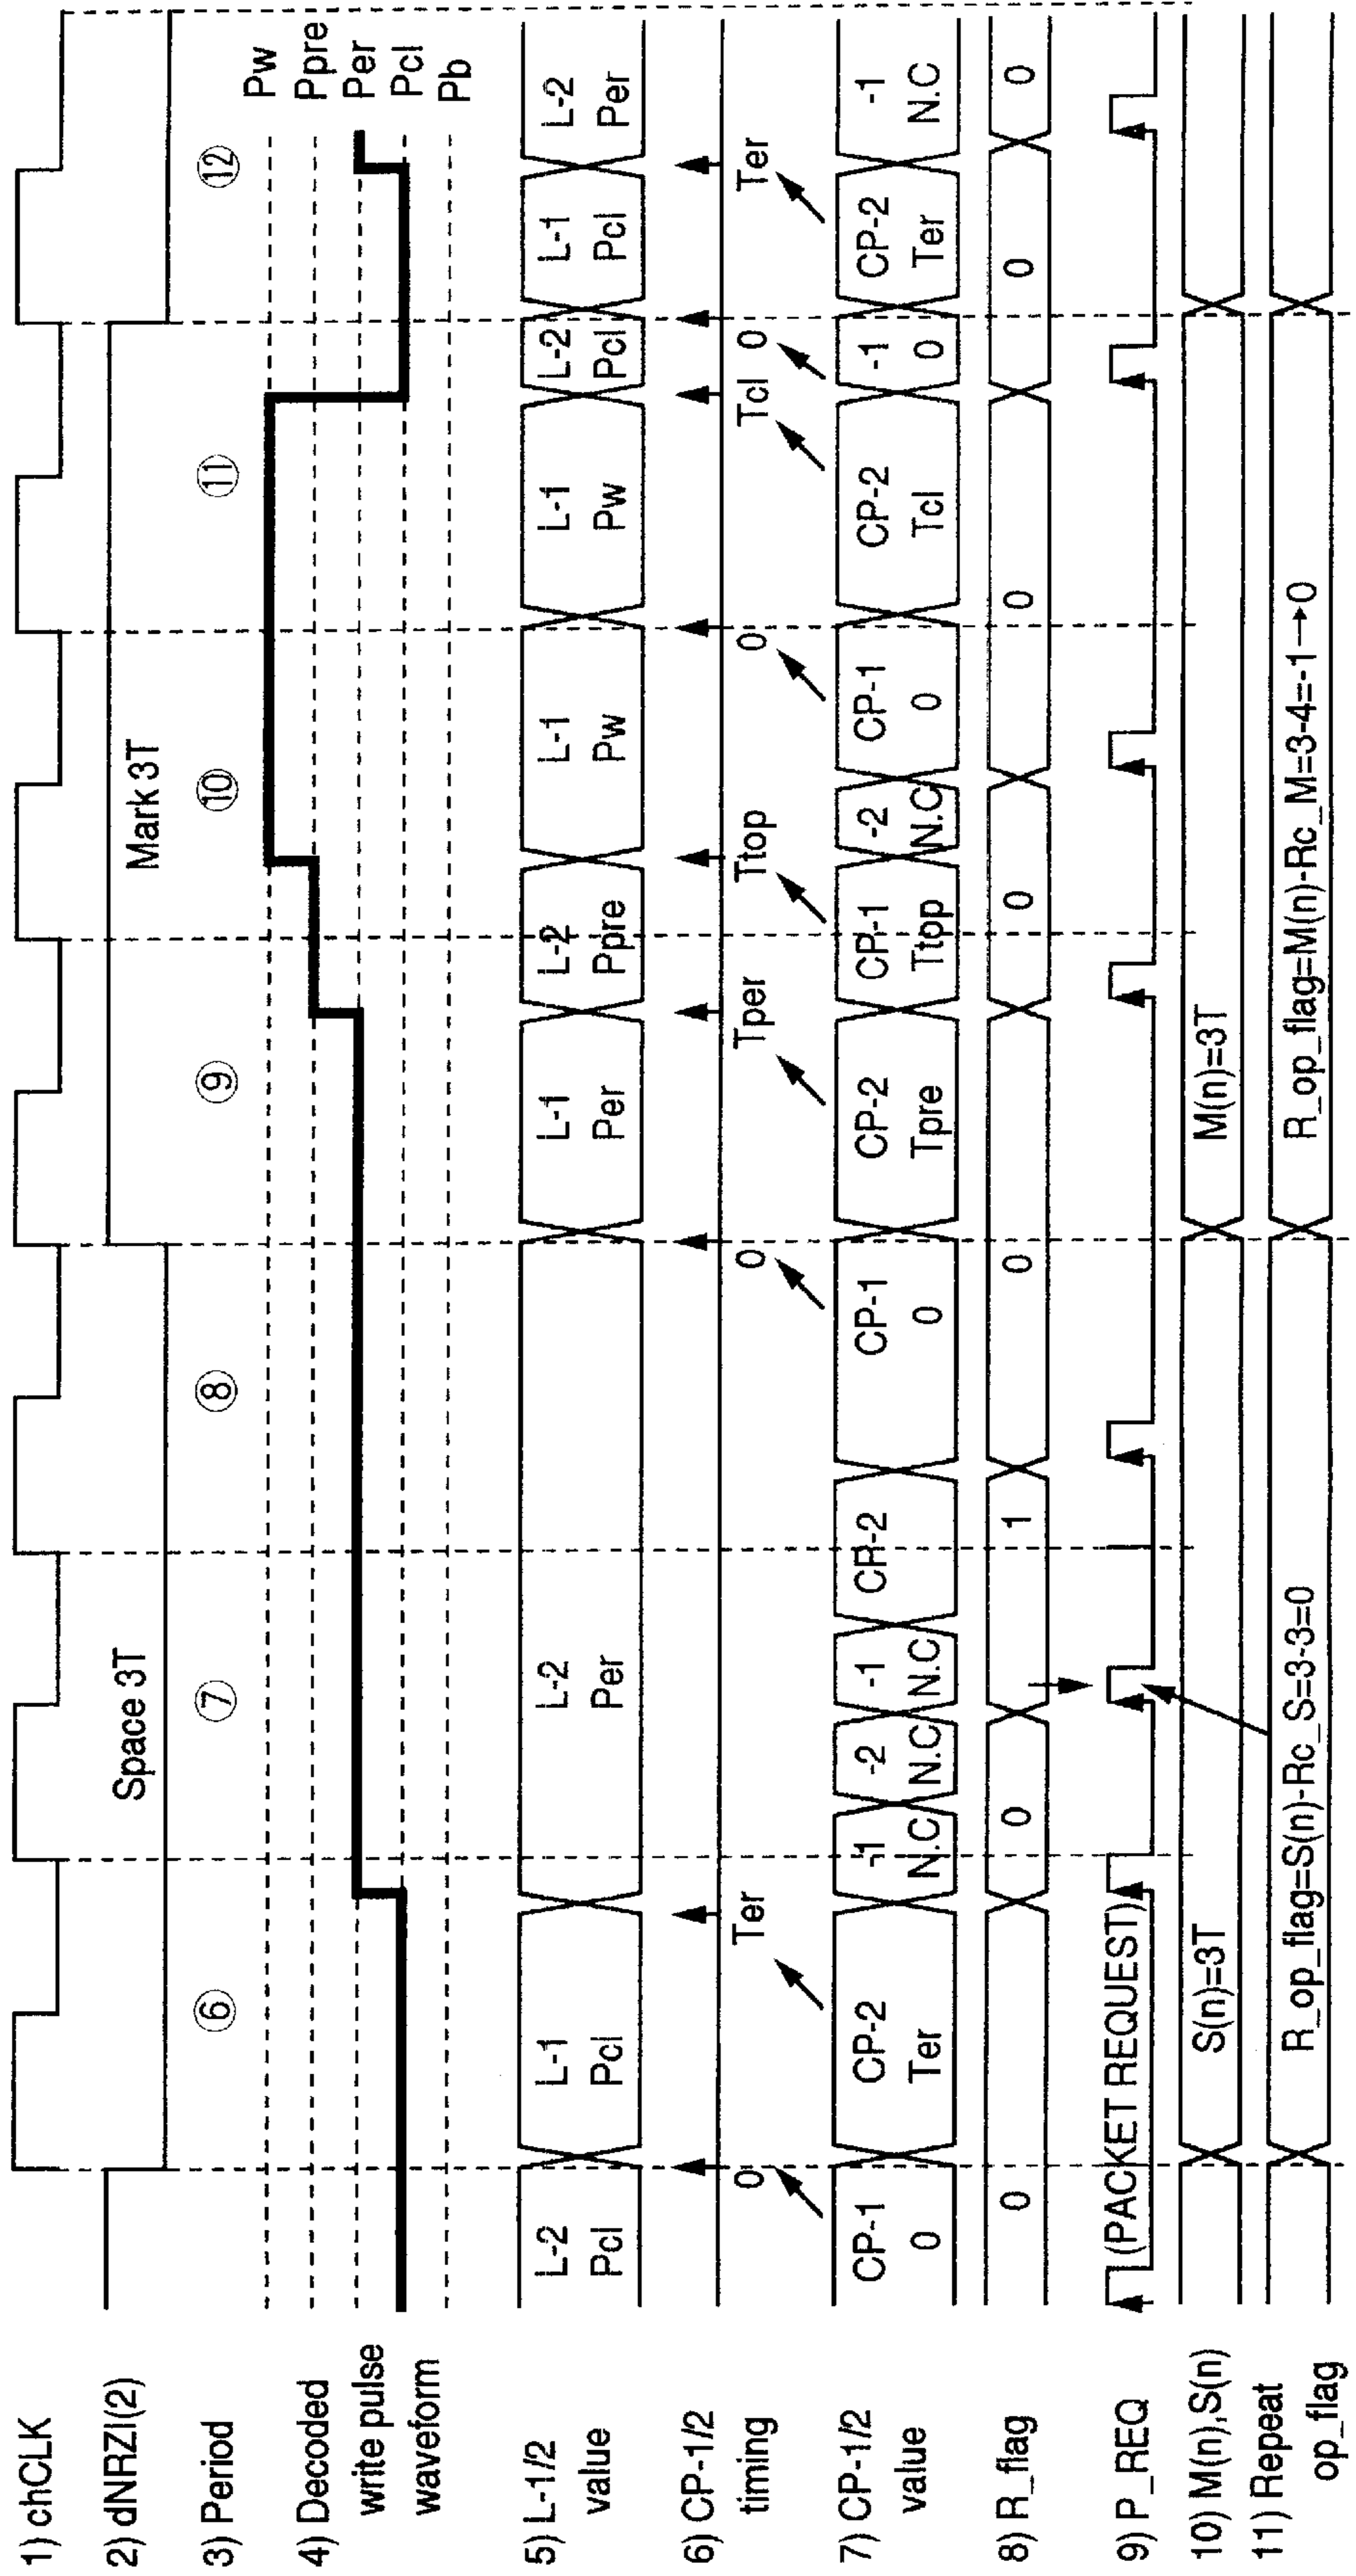 1) chCLK
2) dNRZI(2)
Space 3T
Mark 3T
3) Period
⑥ ⑦ ⑧ ⑨ ⑩ ⑪ ⑫
4) Decoded
write pulse
waveform
Pw
Ppre
Per
Pcl
Pb
5) L-1/2
value
L-2 L-1 L-2 L-1 L-2 L-1 L-1 L-2 L-1 L-2
Pcl Pcl Per Per Ppre Pw Pw Pcl Pcl Per
6) CP-1/2
timing
0 Ter 0 Tper Ttop 0 Tcl 0 Ter
7) CP-1/2
value
CP-1 CP-2 -1 -2 -1 CP-2 CP-1 CP-2 CP-1 -2 CP-1 CP-2 -1 CP-2 -1
0 Ter N.C N.C N.C 0 Tpre Ttop N.C 0 Tcl 0 Ter N.C
8) R_flag
0 0 1 0 0 0 0 0
9) P_REQ
(PACKET REQUEST)
10) M(n),S(n)
S(n)=3T
M(n)=3T
11) Repeat
op_flag
R_op_flag=S(n)-Rc_S=3-3=0
R_op_flag=M(n)-Rc_M=3-4=-1→0